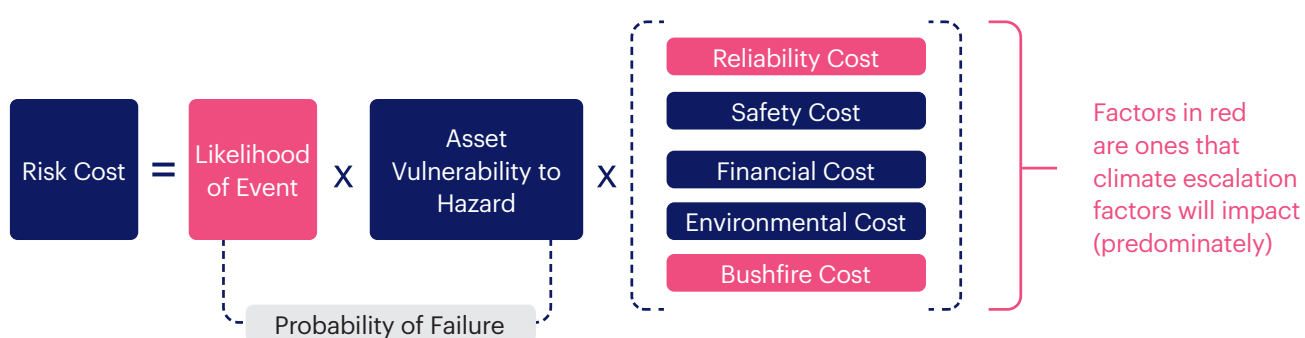 Risk Cost
=
Likelihood
of Event
x
Asset
Vulnerability to
Hazard
x
Reliability Cost
Safety Cost
Financial Cost
Environmental Cost
Bushfire Cost
Factors in red
are ones that
climate escalation
factors will impact
(predominately)
Probability of Failure